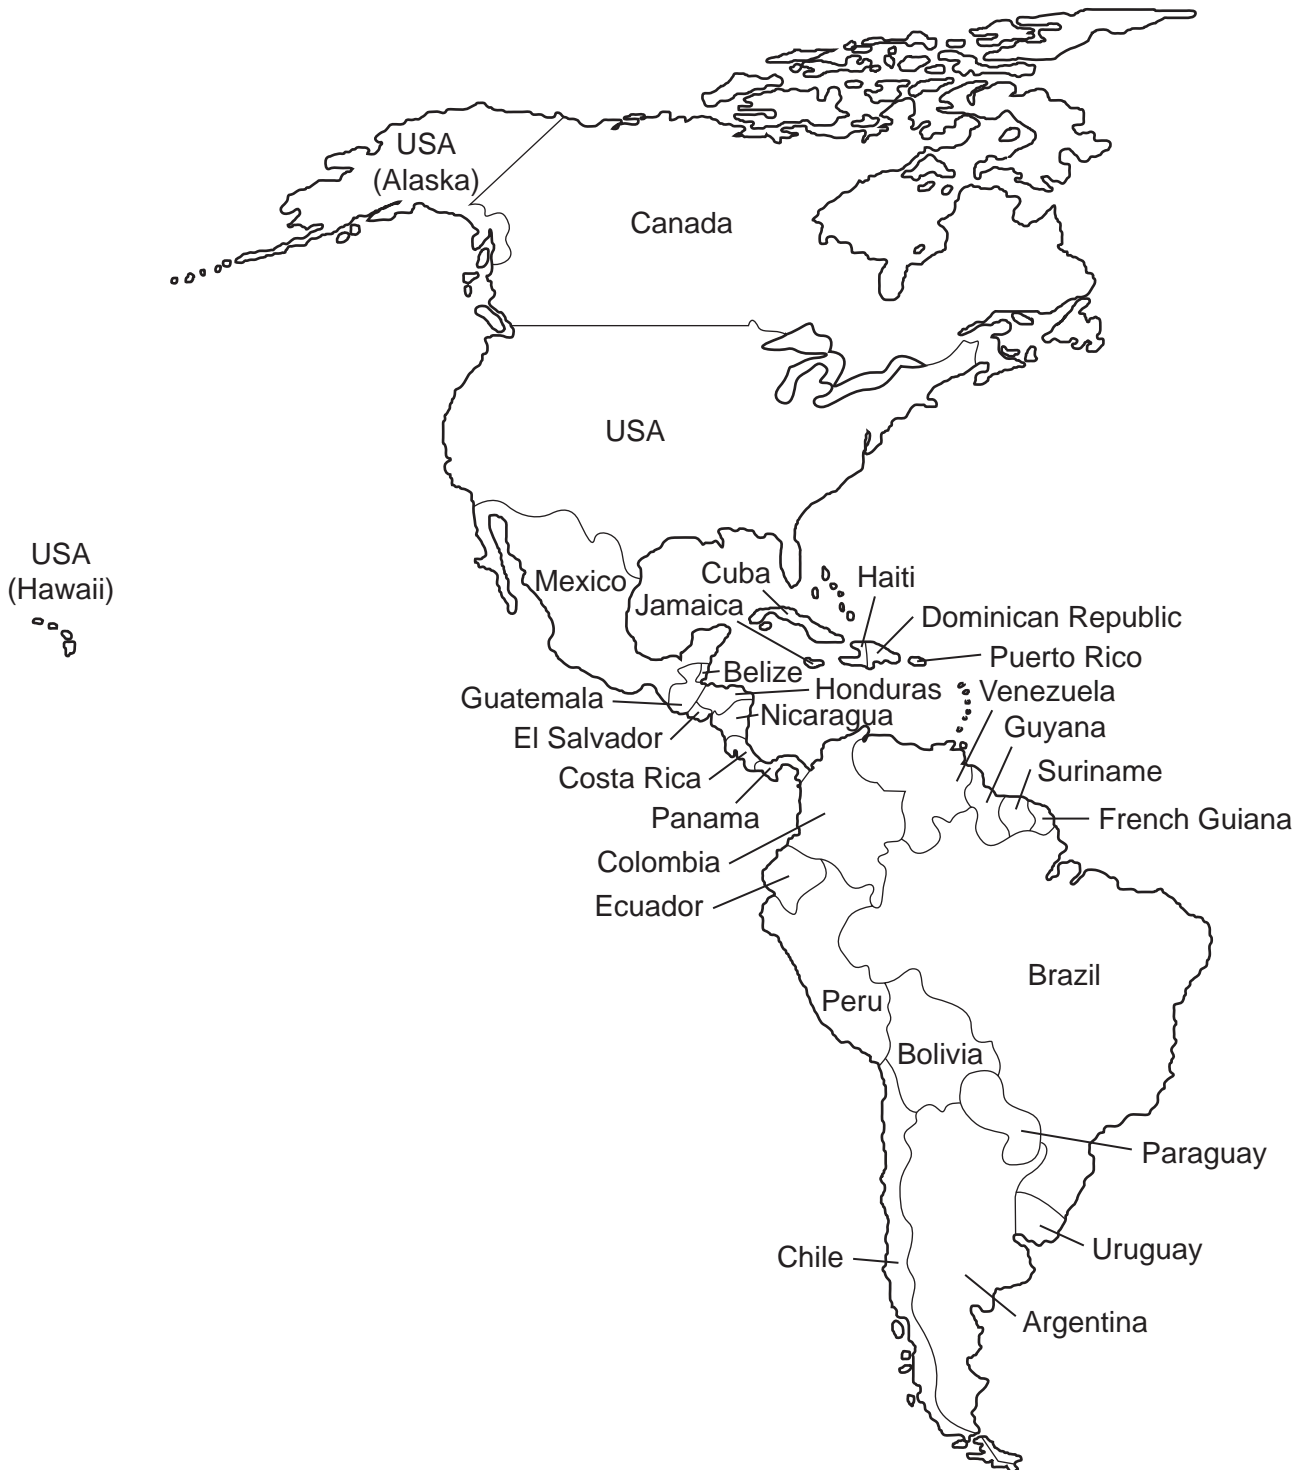 USA
(Alaska)
Canada
USA
USA
(Hawaii)
Mexico
Cuba
Haiti
Jamaica
Dominican Republic
Puerto Rico
Belize
Honduras
Venezuela
Guatemala
Nicaragua
Guyana
El Salvador
Suriname
Costa Rica
Panama
French Guiana
Colombia
Ecuador
Brazil
Peru
Bolivia
Paraguay
Uruguay
Chile
Argentina